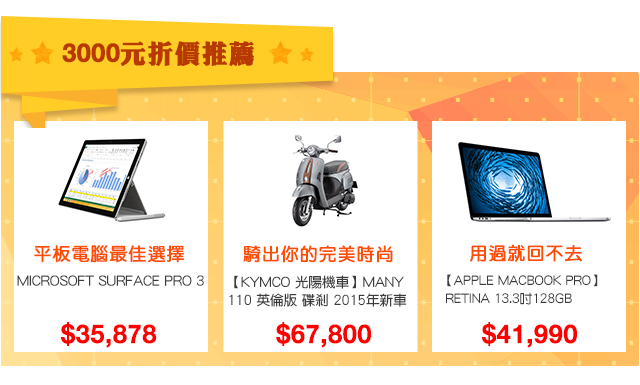 3000元折價推薦
平板電腦最佳選擇
MICROSOFT SURFACE PRO 3
$35,878
騎出你的完美時尚
【KYMCO 光陽機車】MANY
110 英倫版 碟剎 2015年新車
$67,800
用過就回不去
【APPLE MACBOOK PRO】
RETINA 13.3吋128GB
$41,990